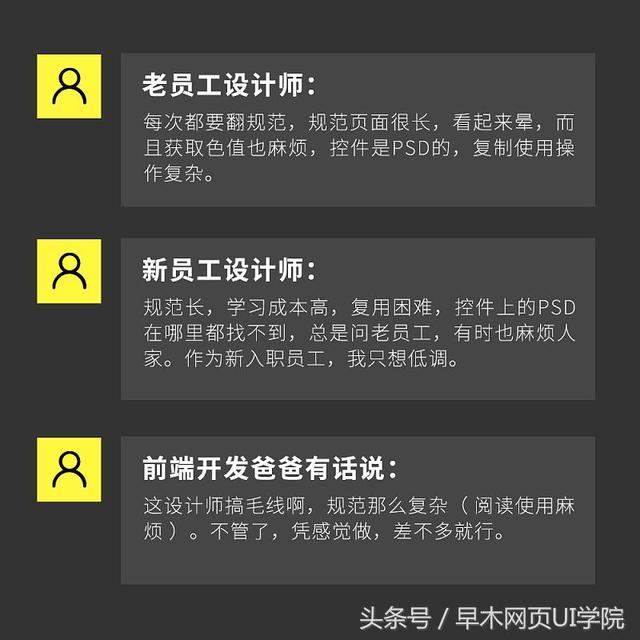 老员工设计师：
每次都要翻规范，规范页面很长，看起来晕，而
且获取色值也麻烦，控件是PSD的，复制使用操
作复杂。
新员工设计师：
规范长，学习成本高，复用困难，控件上的PSD
在哪里都找不到，总是问老员工，有时也麻烦人
家。作为新入职员工，我只想低调。
前端开发爸爸有话说：
这设计师搞毛线啊，规范那么复杂（阅读使用麻
烦）。不管了，凭感觉做，差不多就行。
头条号 / 早木网页UI学院